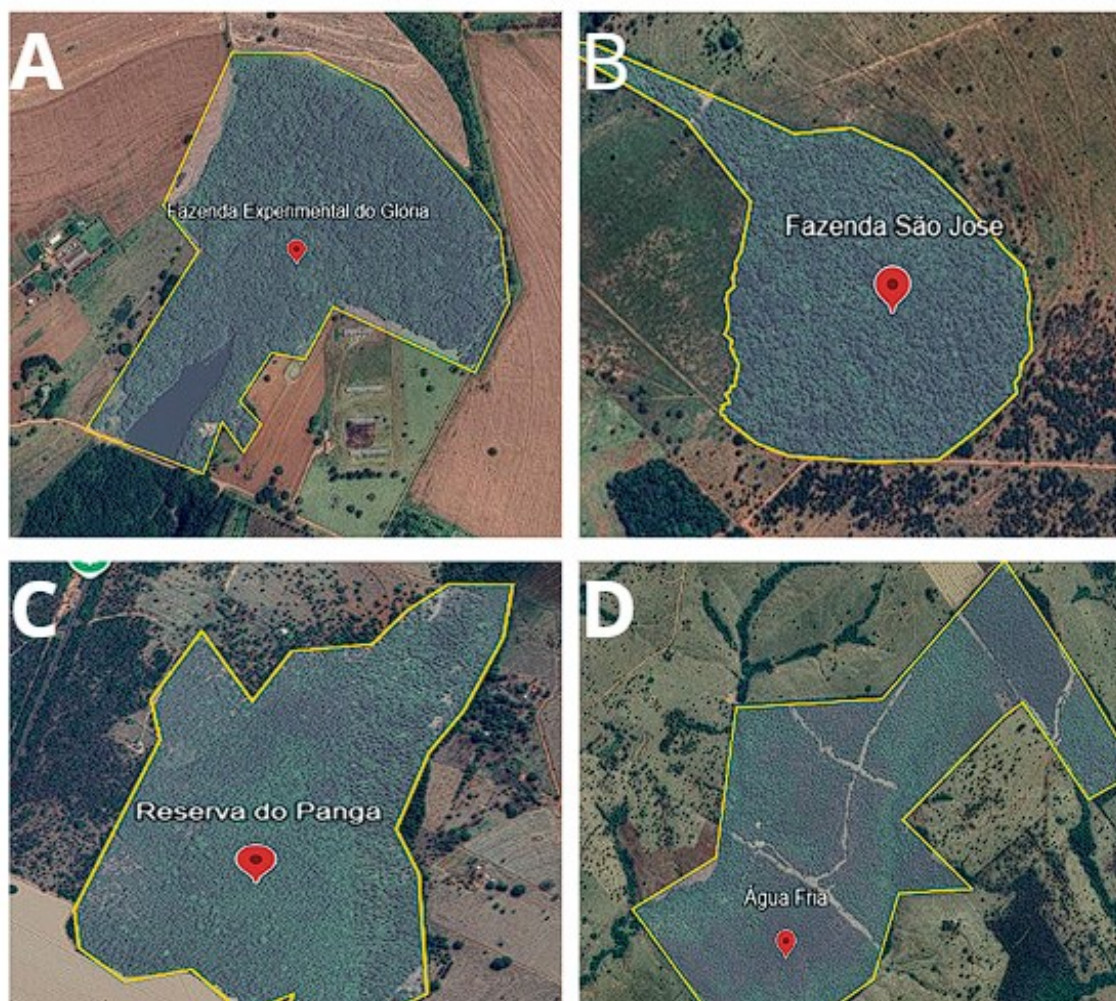 A
Fazenda Experimental do Glória
B
Fazenda São Jose
C
Reserva do Panga
D
Água Fria